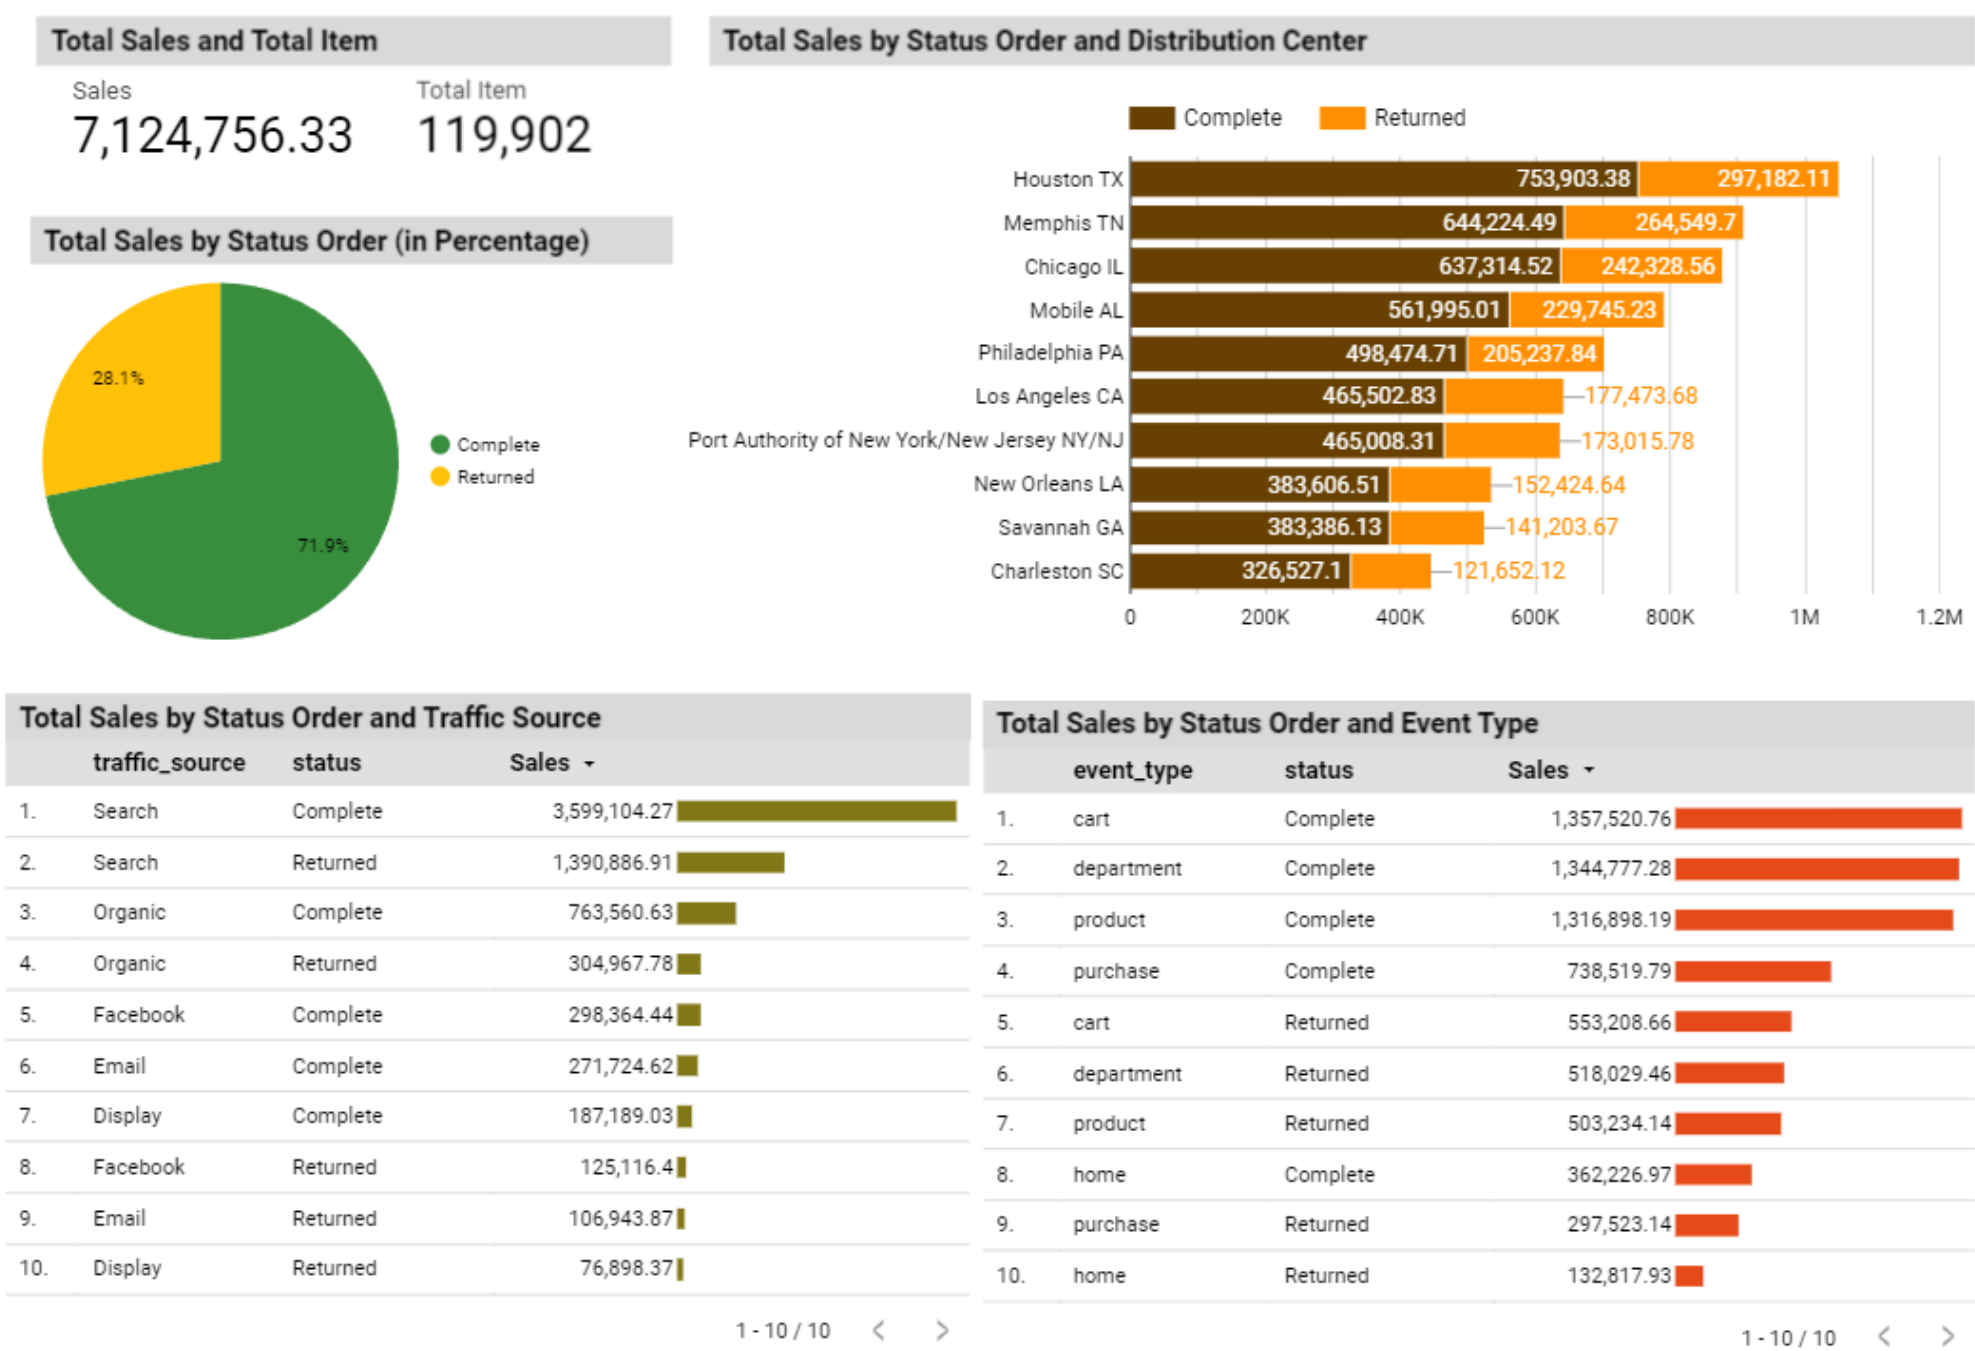 Total Sales and Total Item
Sales
7,124,756.33
Total Item
119,902
Total Sales by Status Order (in Percentage)
28.1%
71.9%
Complete
Returned
Total Sales by Status Order and Distribution Center
Complete Returned
Houston TX 753,903.38 297,182.11
Memphis TN 644,224.49 264,549.7
Chicago IL 637,314.52 242,328.56
Mobile AL 561,995.01 229,745.23
Philadelphia PA 498,474.71 205,237.84
Los Angeles CA 465,502.83 177,473.68
Port Authority of New York/New Jersey NY/NJ 465,008.31 173,015.78
New Orleans LA 383,606.51 152,424.64
Savannah GA 383,386.13 141,203.67
Charleston SC 326,527.1 121,652.12
0 200K 400K 600K 800K 1M 1.2M
Total Sales by Status Order and Traffic Source
traffic_source status Sales
1. Search Complete 3,599,104.27
2. Search Returned 1,390,886.91
3. Organic Complete 763,560.63
4. Organic Returned 304,967.78
5. Facebook Complete 298,364.44
6. Email Complete 271,724.62
7. Display Complete 187,189.03
8. Facebook Returned 125,116.4
9. Email Returned 106,943.87
10. Display Returned 76,898.37
1 - 10 / 10
Total Sales by Status Order and Event Type
event_type status Sales
1. cart Complete 1,357,520.76
2. department Complete 1,344,777.28
3. product Complete 1,316,898.19
4. purchase Complete 738,519.79
5. cart Returned 553,208.66
6. department Returned 518,029.46
7. product Returned 503,234.14
8. home Complete 362,226.97
9. purchase Returned 297,523.14
10. home Returned 132,817.93
1 - 10 / 10